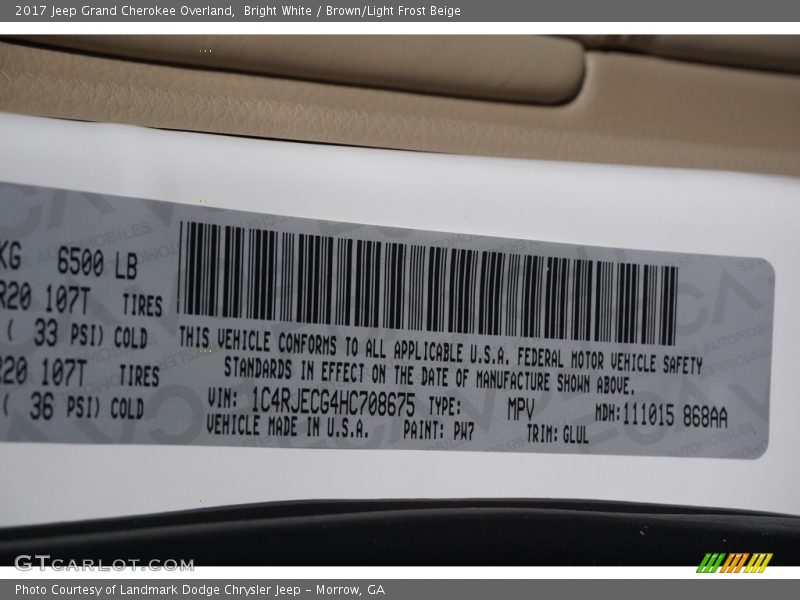 2017 Jeep Grand Cherokee Overland, Bright White / Brown/Light Frost Beige
KG 6500 LB
R20 107T TIRES
( 33 PSI) COLD
R20 107T TIRES
( 36 PSI) COLD
THIS VEHICLE CONFORMS TO ALL APPLICABLE U.S.A. FEDERAL MOTOR VEHICLE SAFETY
STANDARDS IN EFFECT ON THE DATE OF MANUFACTURE SHOWN ABOVE.
VIN: 1C4RJECG4HC708675 TYPE: MPV MDH:111015 868AA
VEHICLE MADE IN U.S.A. PAINT: PW7 TRIM: GLUL
GTCARLOT.COM
Photo Courtesy of Landmark Dodge Chrysler Jeep – Morrow, GA